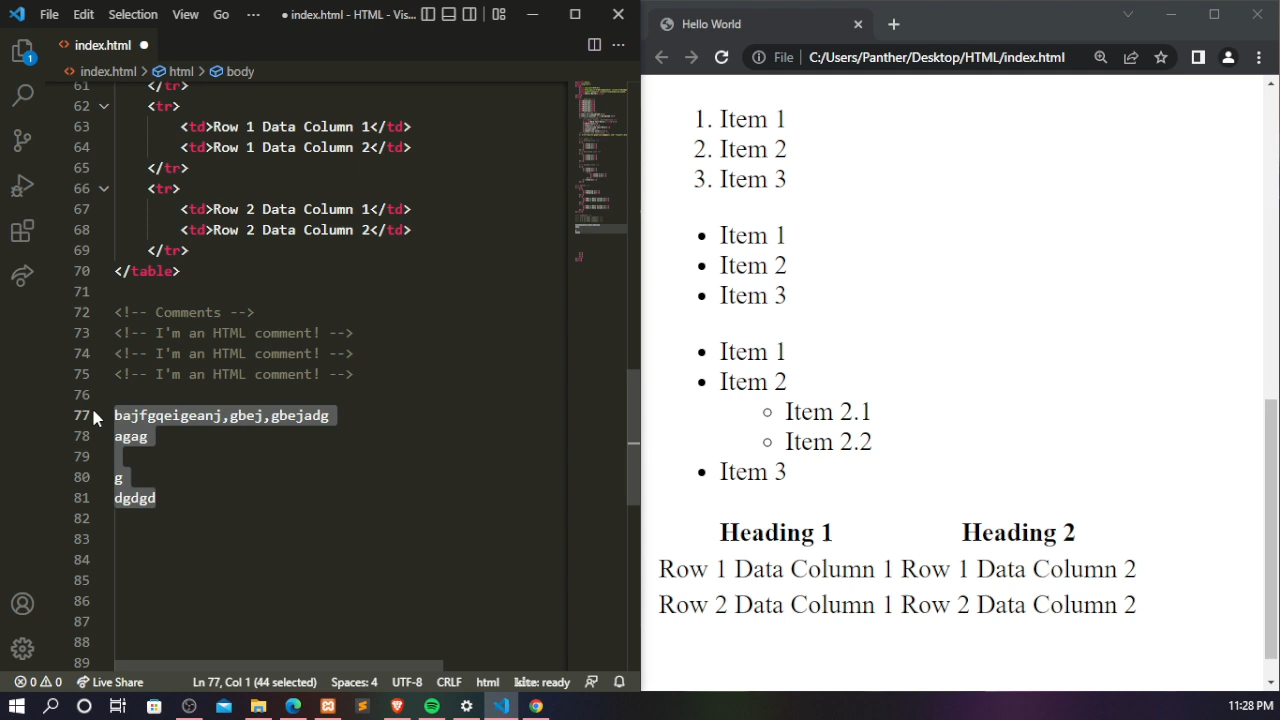 File Edit Selection View Go ··· ● index.html - HTML - Vis...
index.html ●
index.html > html > body
61 </tr>
62 <tr>
63 <td>Row 1 Data Column 1</td>
64 <td>Row 1 Data Column 2</td>
65 </tr>
66 <tr>
67 <td>Row 2 Data Column 1</td>
68 <td>Row 2 Data Column 2</td>
69 </tr>
70 </table>
71
72 <!-- Comments -->
73 <!-- I'm an HTML comment! -->
74 <!-- I'm an HTML comment! -->
75 <!-- I'm an HTML comment! -->
76
77 bajfgqeigeanj,gbej,gbejadg
78 agag
79
80 g
81 dgdgd
82
83
84
85
86
87
88
89
1
0 0 Live Share Ln 77, Col 1 (44 selected) Spaces: 4 UTF-8 CRLF html ready
Hello World
File C:/Users/Panther/Desktop/HTML/index.html
1. Item 1
2. Item 2
3. Item 3
• Item 1
• Item 2
• Item 3
• Item 1
• Item 2
○ Item 2.1
○ Item 2.2
• Item 3
Heading 1 Heading 2
Row 1 Data Column 1 Row 1 Data Column 2
Row 2 Data Column 1 Row 2 Data Column 2
11:28 PM